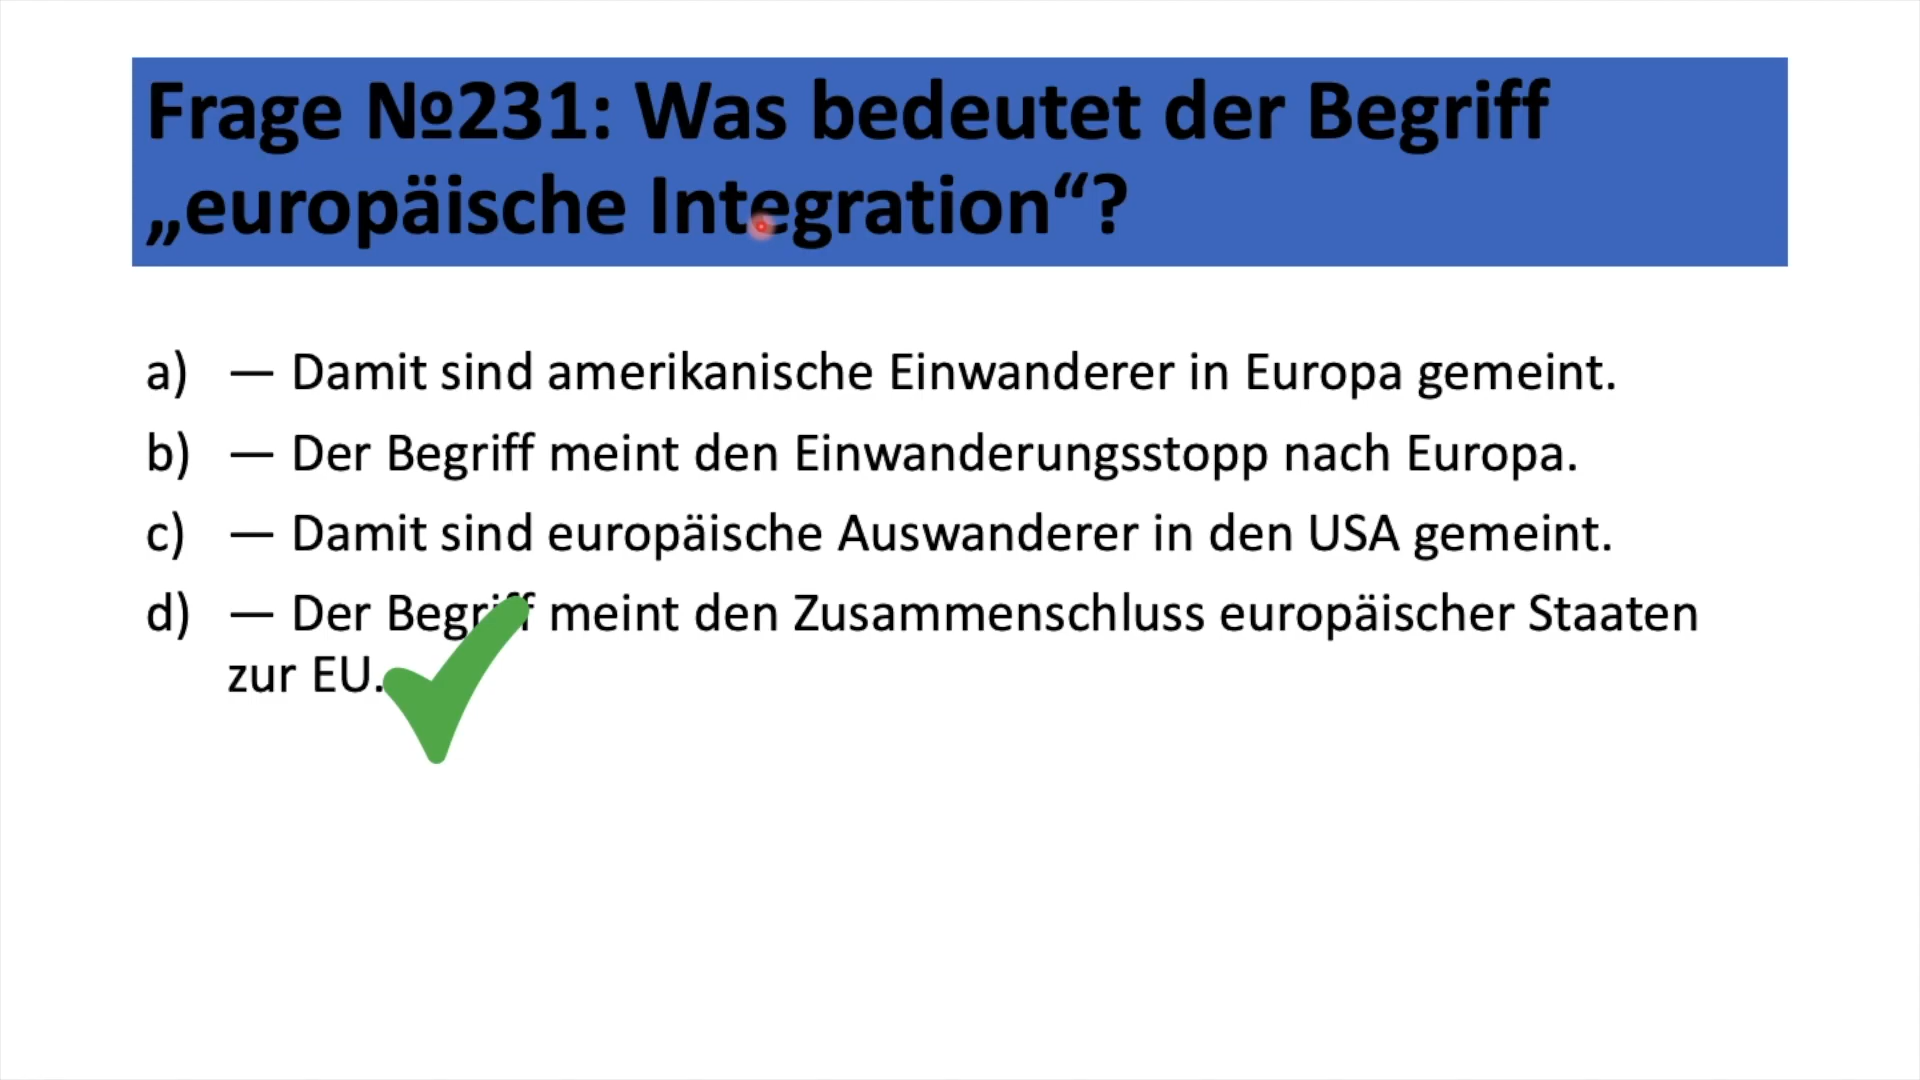 Frage №231: Was bedeutet der Begriff
„europäische Integration“?
a) — Damit sind amerikanische Einwanderer in Europa gemeint.
b) — Der Begriff meint den Einwanderungsstopp nach Europa.
c) — Damit sind europäische Auswanderer in den USA gemeint.
d) — Der Begriff meint den Zusammenschluss europäischer Staaten
zur EU.